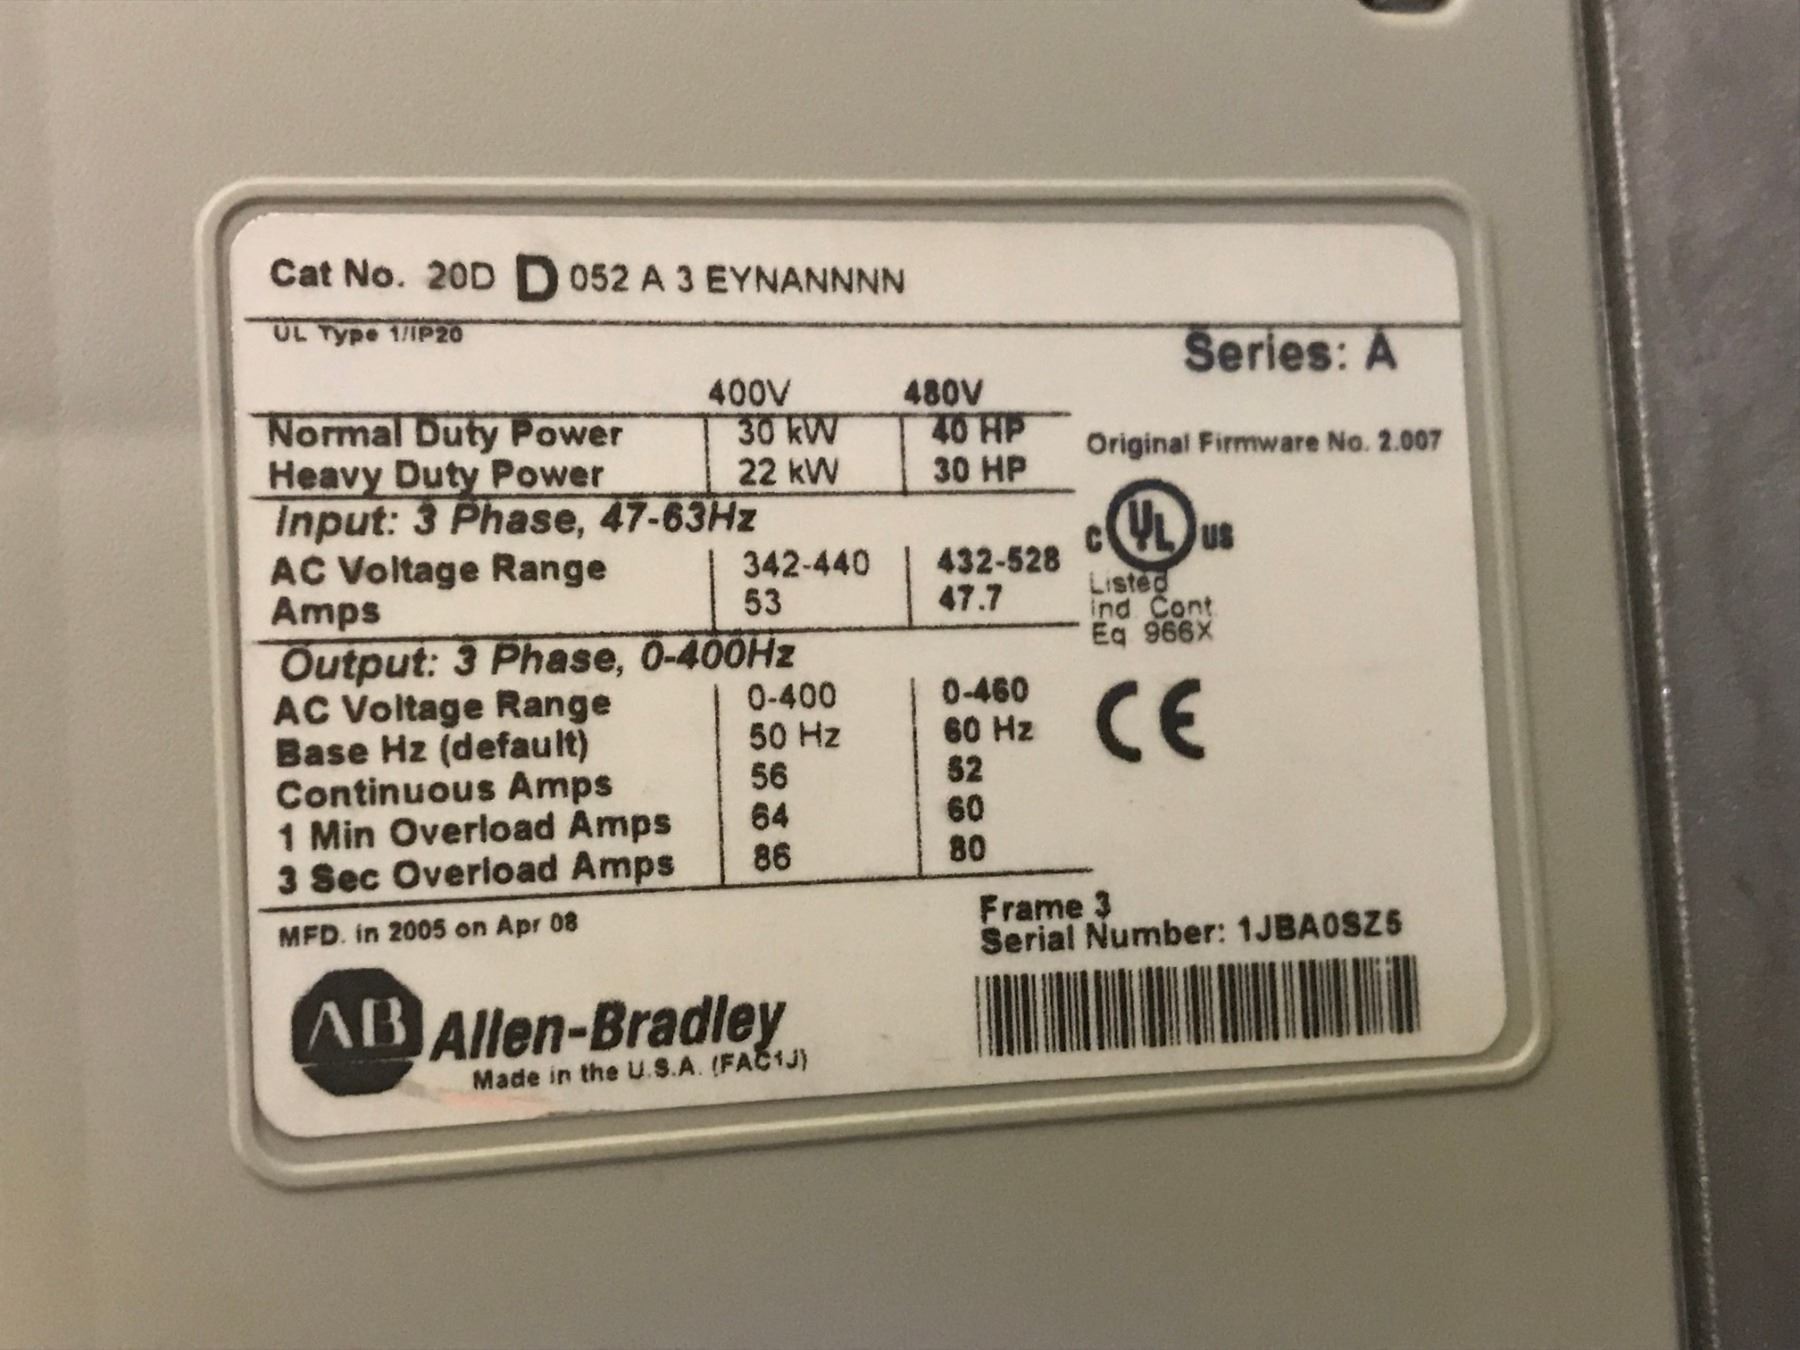 Cat No. 20D D 052 A 3 EYNANNNN
UL Type 1/IP20
Series: A
400V 480V
Normal Duty Power 30 kW 40 HP
Original Firmware No. 2.007
Heavy Duty Power 22 kW 30 HP
Input: 3 Phase, 47-63Hz
C UL US
AC Voltage Range 342-440 432-528
Listed
Amps 53 47.7
Ind. Cont
Eq 966X
Output: 3 Phase, 0-400Hz
AC Voltage Range 0-400 0-460
CE
Base Hz (default) 50 Hz 60 Hz
Continuous Amps 56 52
1 Min Overload Amps 64 60
3 Sec Overload Amps 86 80
MFD. in 2005 on Apr 08
Frame 3
Serial Number: 1JBA0SZ5
AB Allen-Bradley
Made in the U.S.A. (FAC1J)